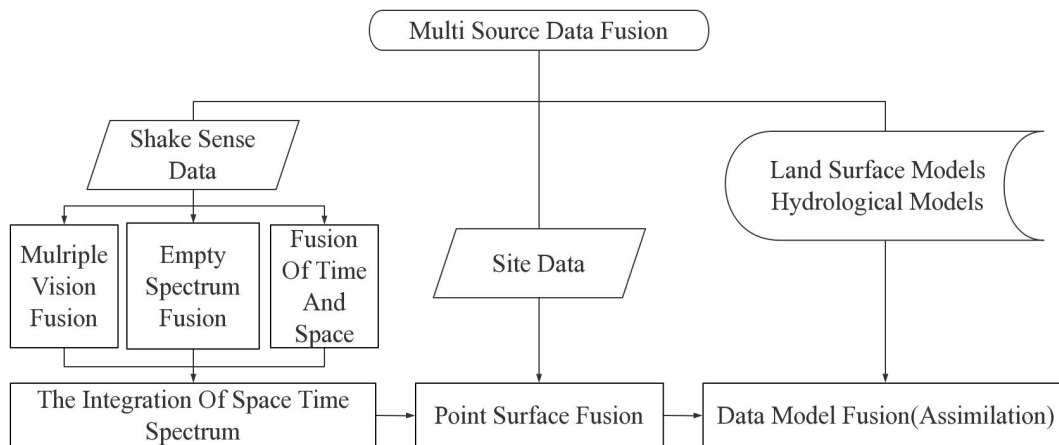 Multi Source Data Fusion
Shake Sense
Data
Land Surface Models
Hydrological Models
Mulriple
Vision
Fusion
Empty
Spectrum
Fusion
Fusion
Of Time
And
Space
Site Data
The Integration Of Space Time
Spectrum
Point Surface Fusion
Data Model Fusion(Assimilation)